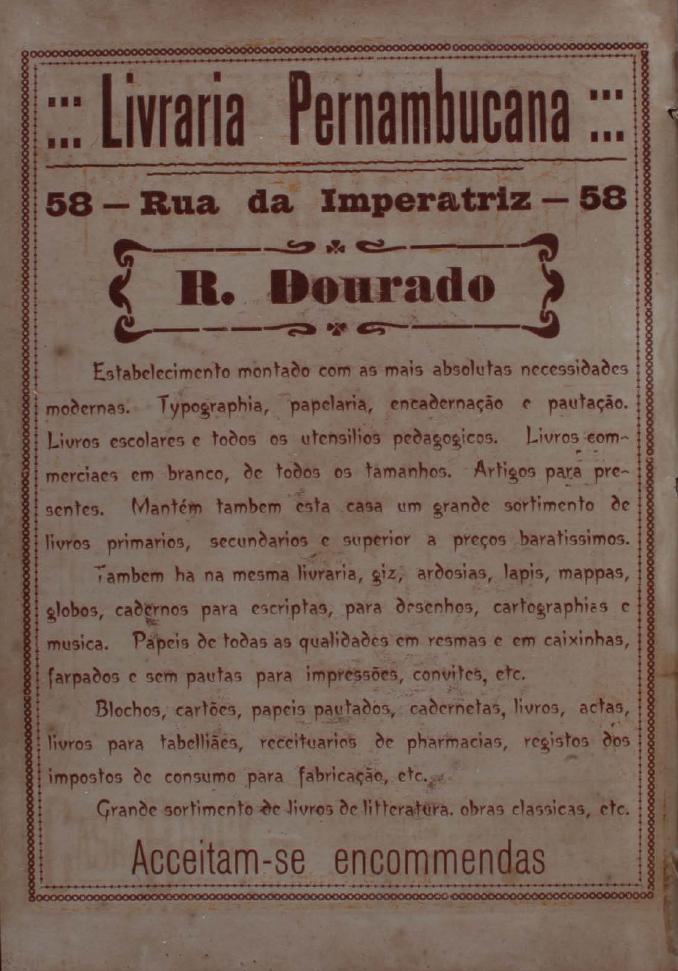 Livraria Pernambucana
58 — Rua da Imperatriz — 58
R. Dourado
Estabelecimento montado com as mais absolutas necessidades
modernas. Typographia, papelaria, encadernação e pautação.
Livros escolares e todos os utensilios pedagogicos. Livros com-
merciaes em branco, de todos os tamanhos. Artigos para pre-
sentes. Mantém tambem esta casa um grande sortimento de
livros primarios, secundarios e superior a preços baratissimos.
Tambem ha na mesma livraria, giz, ardosias, lapis, mappas,
globos, cadernos para escriptas, para desenhos, cartographias e
musica. Papeis de todas as qualidades em resmas e em caixinhas,
farpados e sem pautas para impressões, convites, etc.
Blochos, cartões, papeis pautados, cadernetas, livros, actas,
livros para tabelliães, receituarios de pharmacias, registos dos
impostos de consumo para fabricação, etc.
Grande sortimento de livros de litteratura. obras classicas, etc.
Acceitam-se encommendas